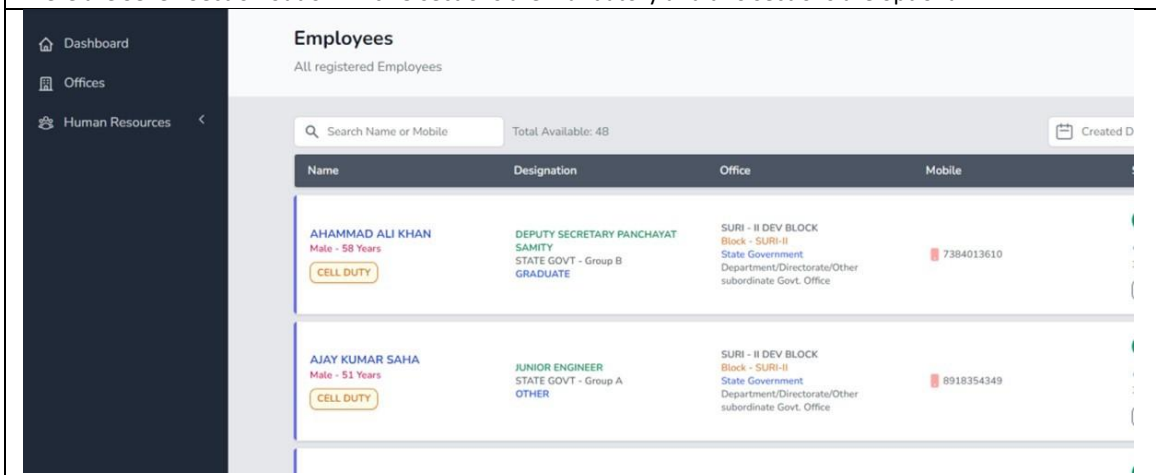 Dashboard
Offices
Human Resources
Employees
All registered Employees
Search Name or Mobile
Total Available: 48
Created D
Name
Designation
Office
Mobile
AHAMMAD ALI KHAN
Male - 58 Years
CELL DUTY
DEPUTY SECRETARY PANCHAYAT
SAMITY
STATE GOVT - Group B
GRADUATE
SURI - II DEV BLOCK
Block - SURI-II
State Government
Department/Directorate/Other
subordinate Govt. Office
7384013610
AJAY KUMAR SAHA
Male - 51 Years
CELL DUTY
JUNIOR ENGINEER
STATE GOVT - Group A
OTHER
SURI - II DEV BLOCK
Block - SURI-II
State Government
Department/Directorate/Other
subordinate Govt. Office
8918354349